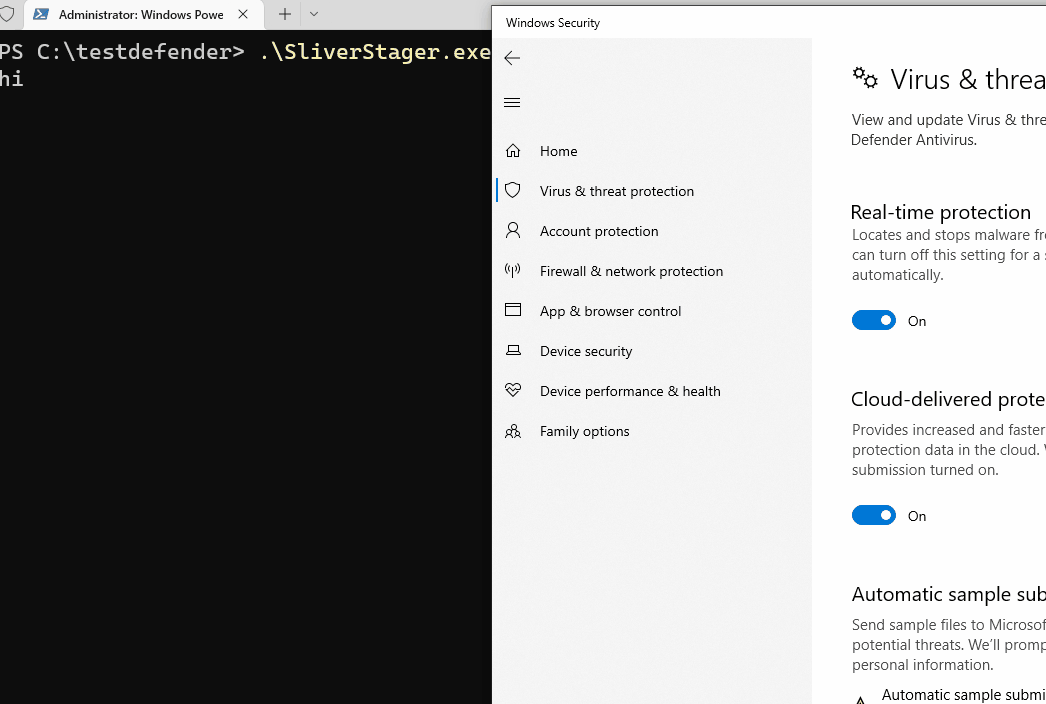 Administrator: Windows Powe
PS C:\testdefender> .\SliverStager.exe
hi
Windows Security
Home
Virus & threat protection
Account protection
Firewall & network protection
App & browser control
Device security
Device performance & health
Family options
Virus & threa
View and update Virus & thre
Defender Antivirus.
Real-time protection
Locates and stops malware fr
can turn off this setting for a s
automatically.
On
Cloud-delivered prote
Provides increased and faster
protection data in the cloud. W
submission turned on.
On
Automatic sample sub
Send sample files to Microsof
potential threats. We'll promp
personal information.
Automatic sample submi